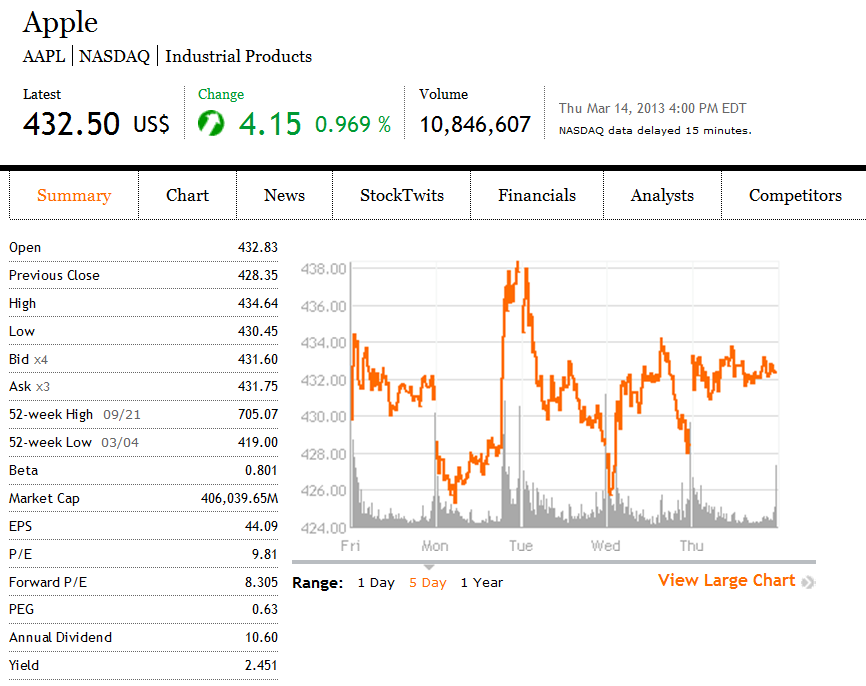 Apple
AAPL | NASDAQ | Industrial Products
Latest
Change
Volume
432.50 US$
4.15 0.969 %
10,846,607
Thu Mar 14, 2013 4:00 PM EDT
NASDAQ data delayed 15 minutes.
Summary
Chart
News
StockTwits
Financials
Analysts
Competitors
Open 432.83
Previous Close 428.35
High 434.64
Low 430.45
Bid x4 431.60
Ask x3 431.75
52-week High 09/21 705.07
52-week Low 03/04 419.00
Beta 0.801
Market Cap 406,039.65M
EPS 44.09
P/E 9.81
Forward P/E 8.305
PEG 0.63
Annual Dividend 10.60
Yield 2.451
438.00
436.00
434.00
432.00
430.00
428.00
426.00
424.00
Fri Mon Tue Wed Thu
Range: 1 Day 5 Day 1 Year
View Large Chart